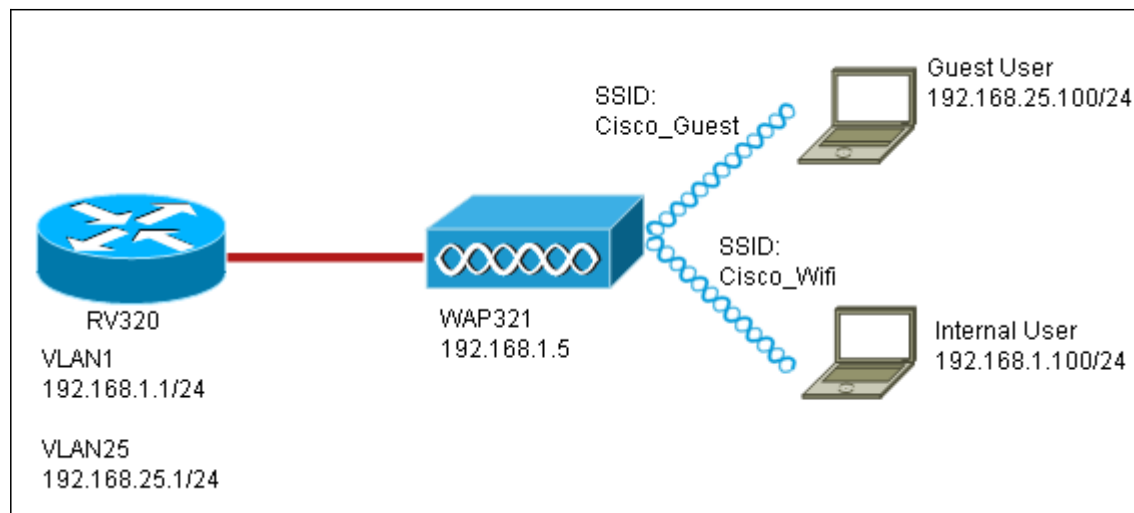 Guest User
192.168.25.100/24
SSID:
Cisco_Guest
SSID:
Cisco_Wifi
RV320
VLAN1
192.168.1.1/24
VLAN25
192.168.25.1/24
WAP321
192.168.1.5
Internal User
192.168.1.100/24